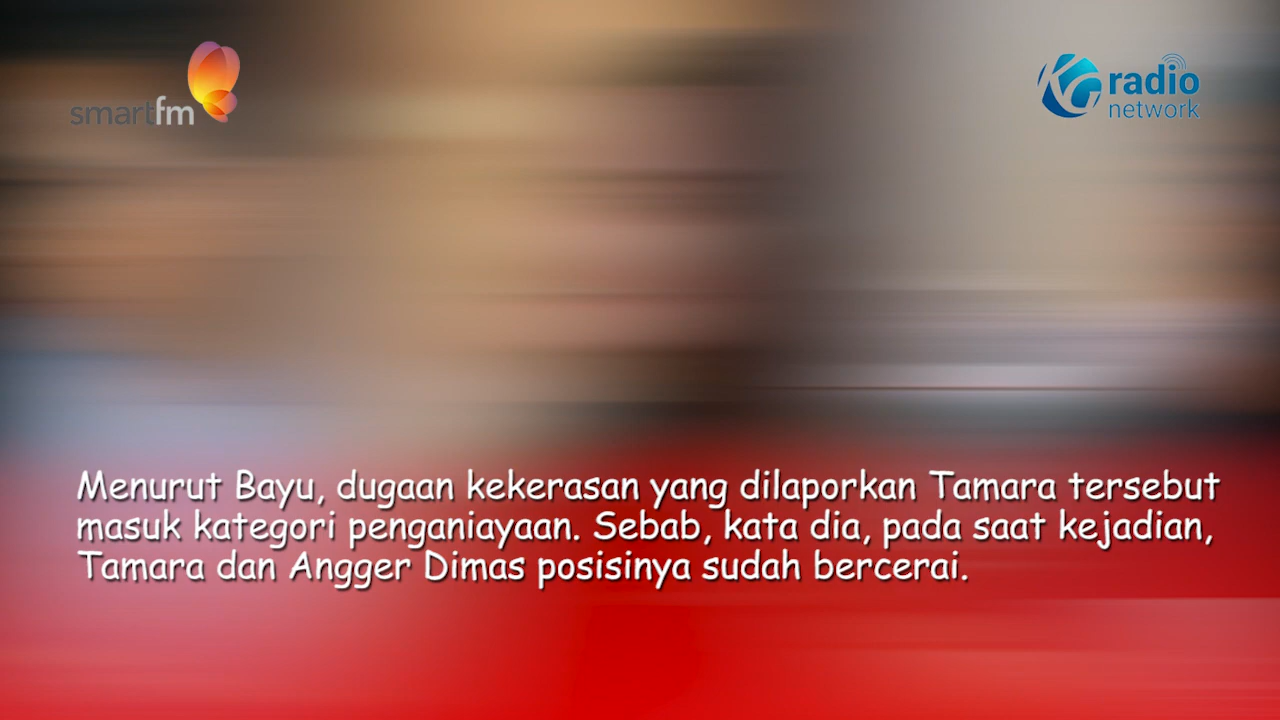 smartfm
KG radio
network
Menurut Bayu, dugaan kekerasan yang dilaporkan Tamara tersebut
masuk kategori penganiayaan. Sebab, kata dia, pada saat kejadian,
Tamara dan Angger Dimas posisinya sudah bercerai.